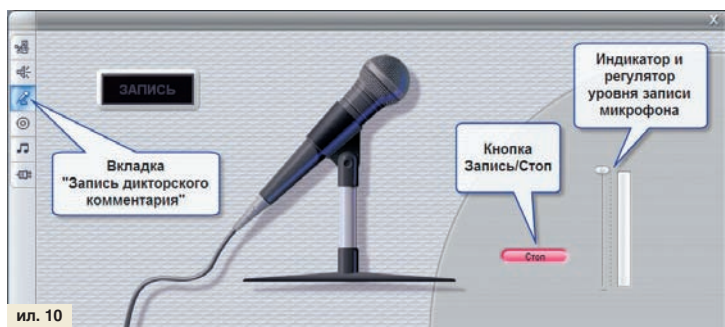 X
ЗАПИСЬ
Индикатор и
регулятор
уровня записи
микрофона
Кнопка
Запись/Стоп
Вкладка
"Запись дикторского
комментария"
Стоп
ил. 10